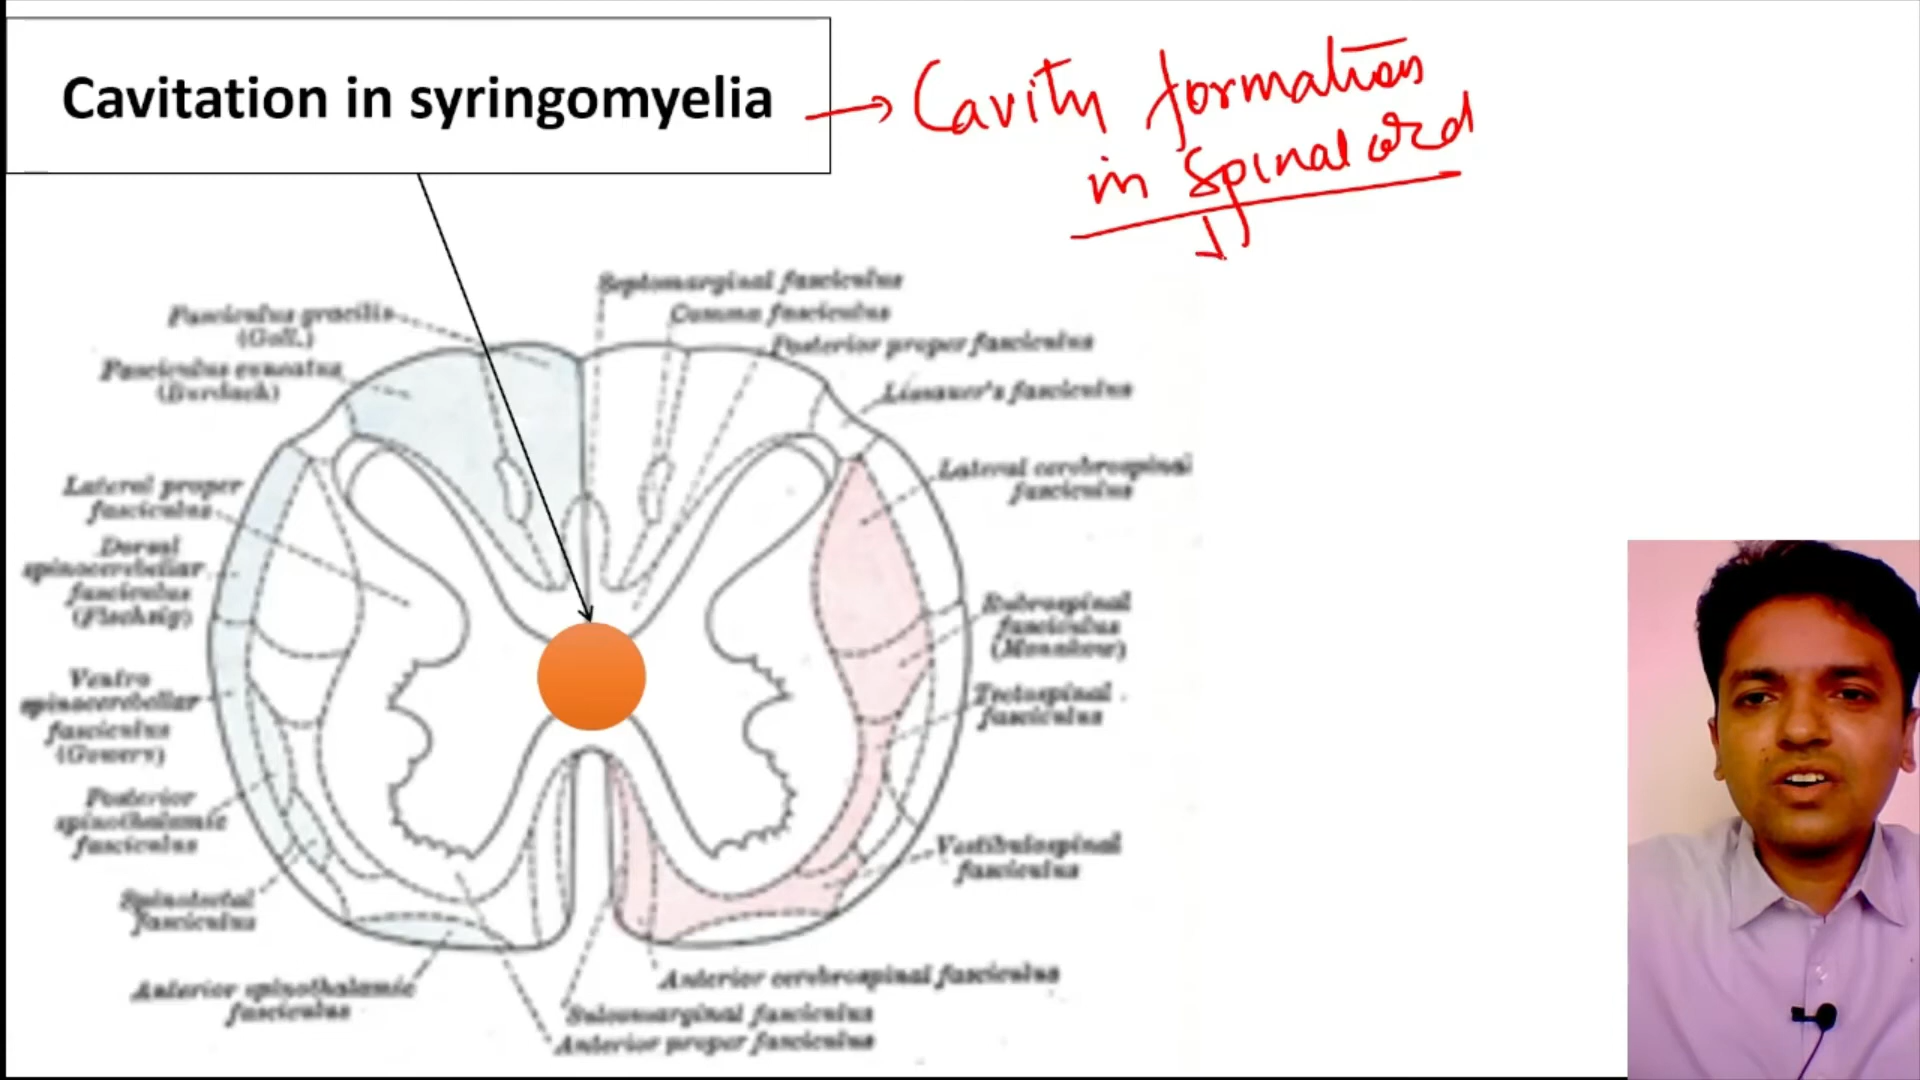 Cavitation in syringomyelia
Cavity formation
in spinal cord
Septomarginal fasciculus
Comma fasciculus
Posterior proper fasciculus
Lissauer's fasciculus
Lateral cerebrospinal
fasciculus
Rubrospinal
fasciculus
(Monakow)
Tectospinal
fasciculus
Vestibulospinal
fasciculus
Anterior cerebrospinal fasciculus
Sulcomarginal fasciculus
Anterior proper fasciculus
Fasciculus gracilis
(Goll.)
Fasciculus cuneatus
(Burdach)
Lateral proper
fasciculus
Dorsal
spinocerebellar
fasciculus
(Flechsig)
Ventro
spinocerebellar
fasciculus
(Gowers)
Posterior
spinothalamic
fasciculus
Spinotectal
fasciculus
Anterior spinothalamic
fasciculus